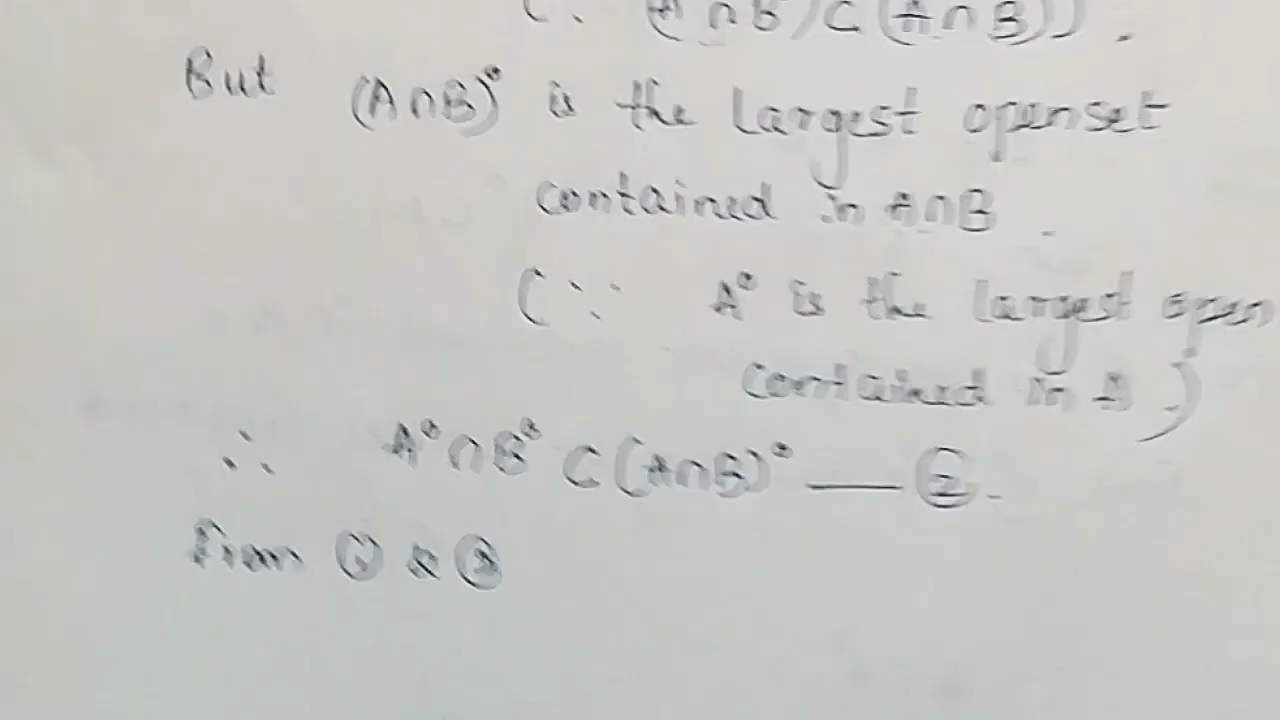 (∵ (A∩B)⊂(A∩B)).
But (A∩B)° is the largest openset
contained in A∩B.
(∵ A° is the largest open
contained in A)
∴ A°∩B° ⊂ (A∩B)° — ②.
From ① & ②